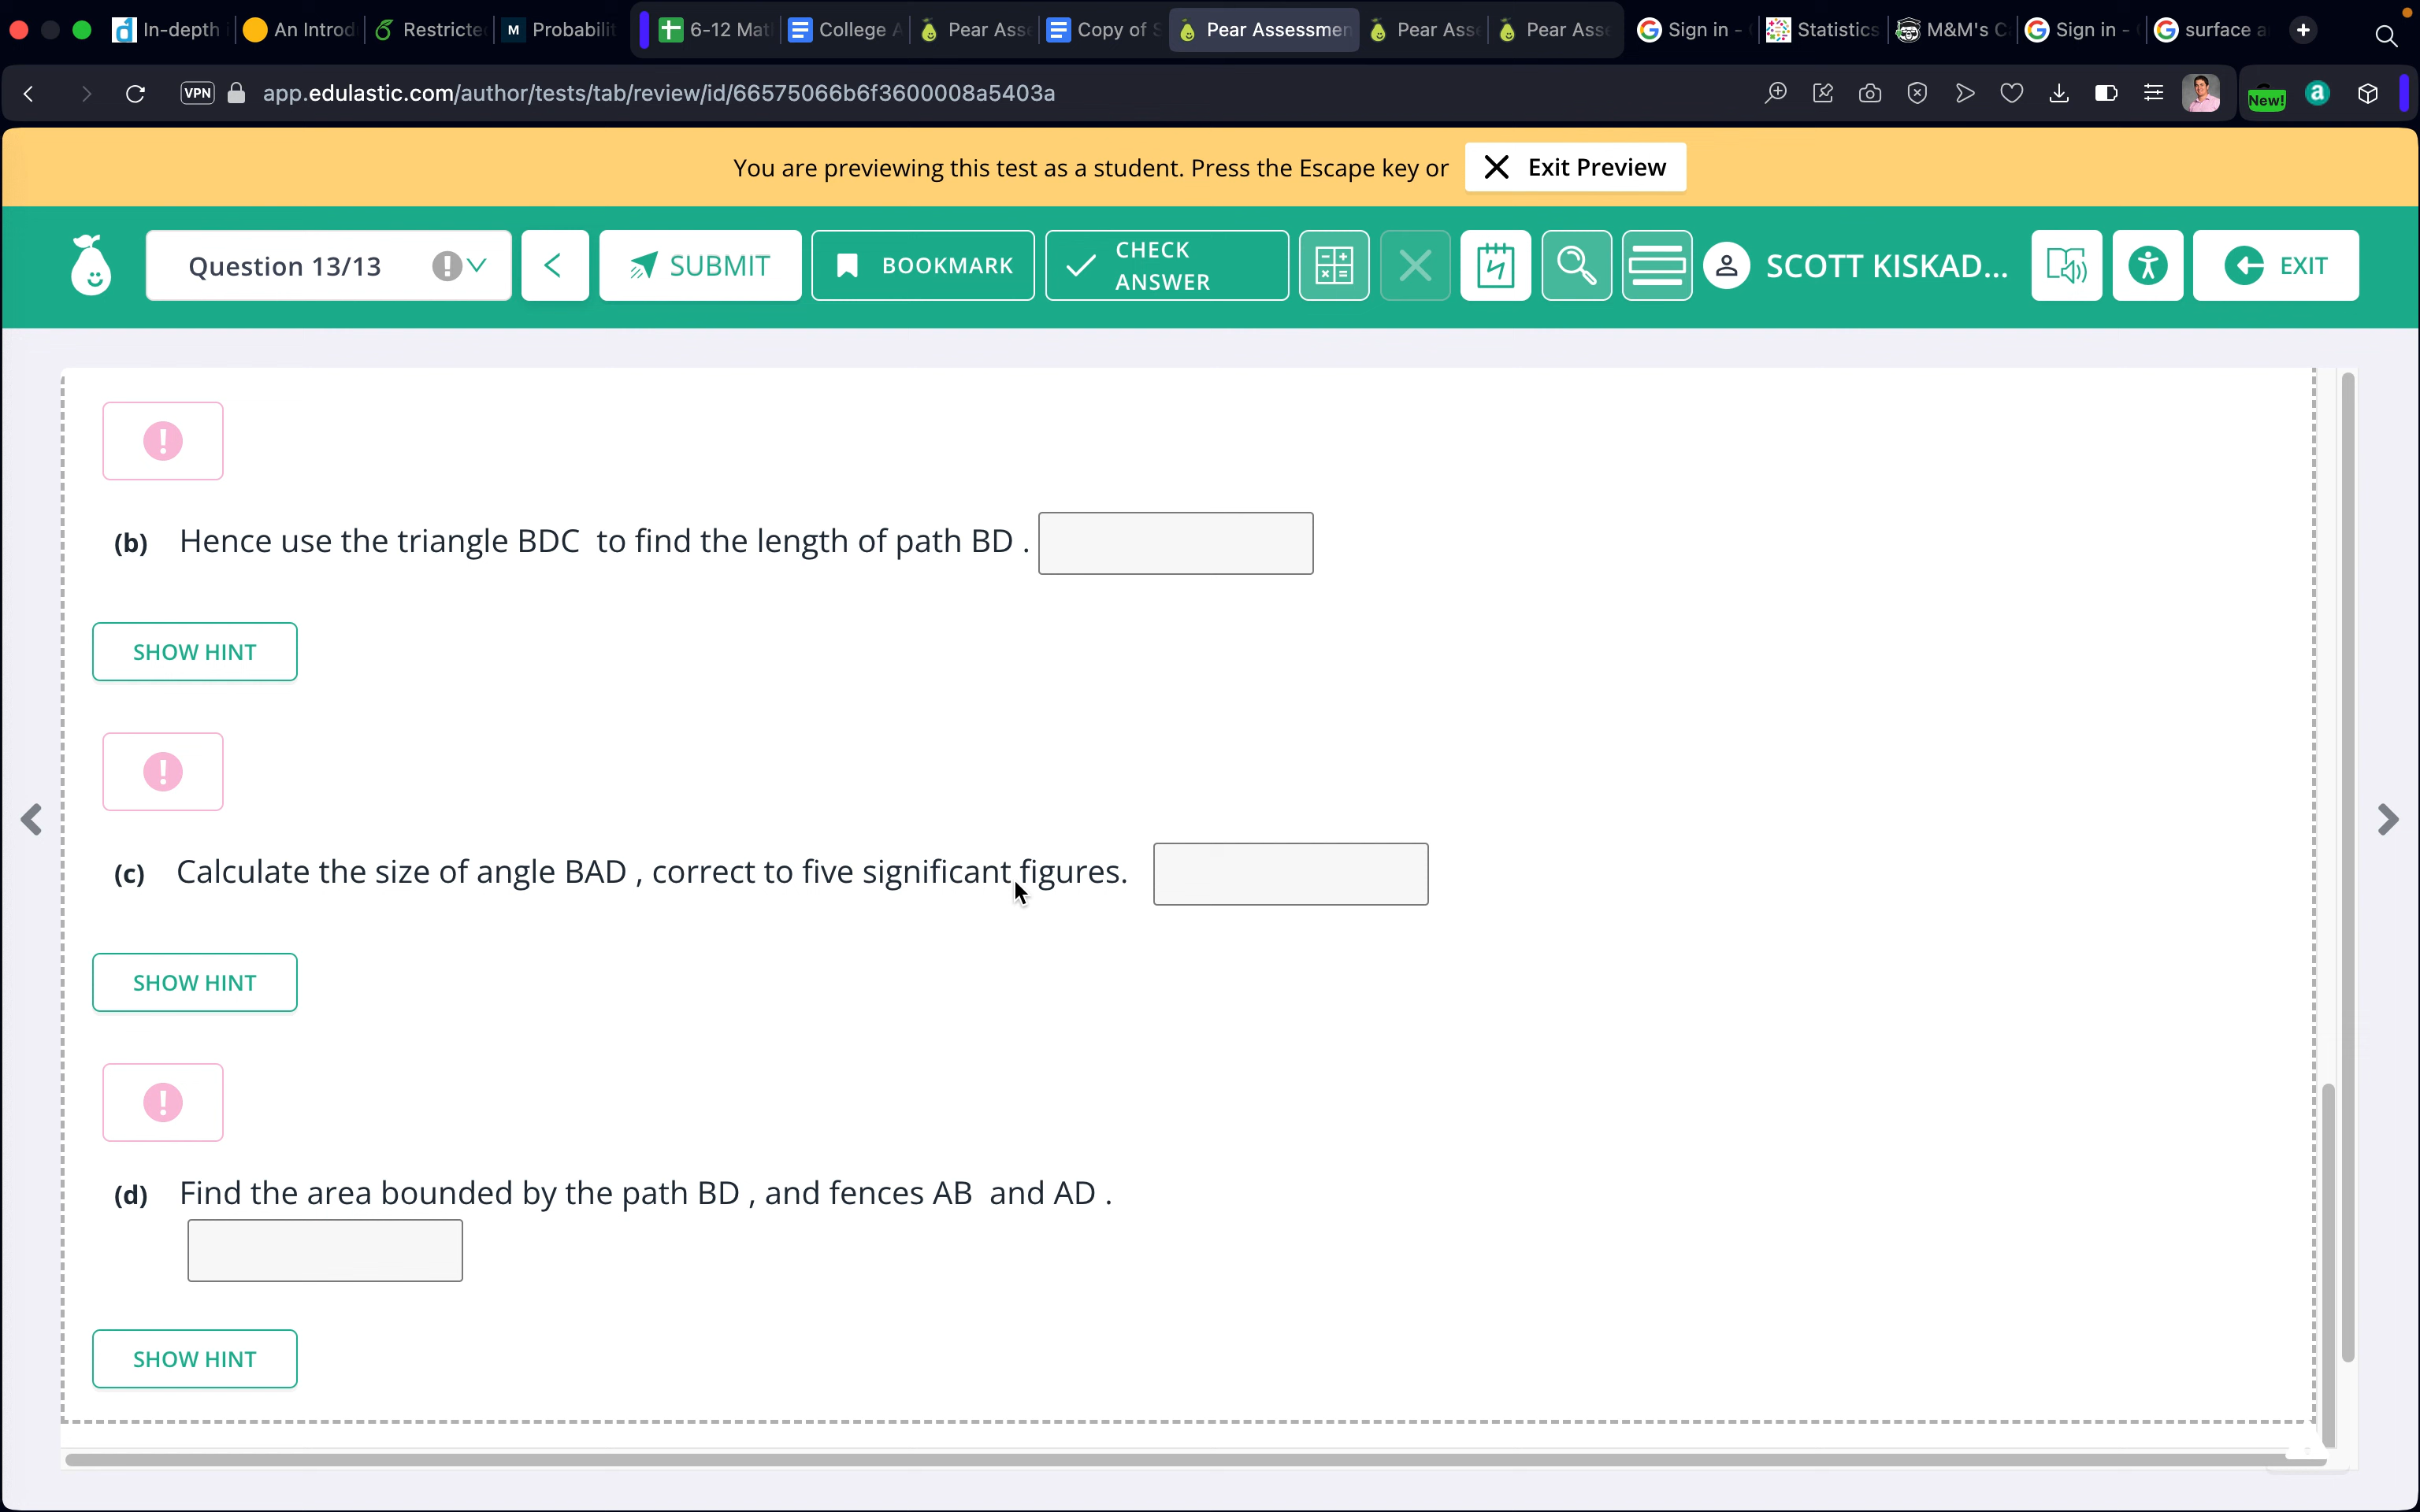 In-depth
An Introd
Restricte
M Probabilit
6-12 Mat
College A
Pear Asse
Copy of S
Pear Assessmen
Pear Asse
Pear Asse
Sign in -
Statistics
M&M's C
Sign in -
surface a
VPN app.edulastic.com/author/tests/tab/review/id/66575066b6f3600008a5403a
New!
a
You are previewing this test as a student. Press the Escape key or Exit Preview
Question 13/13
SUBMIT
BOOKMARK
CHECK
ANSWER
SCOTT KISKAD...
EXIT
(b) Hence use the triangle BDC to find the length of path BD .
SHOW HINT
(c) Calculate the size of angle BAD , correct to five significant figures.
SHOW HINT
(d) Find the area bounded by the path BD , and fences AB and AD .
SHOW HINT